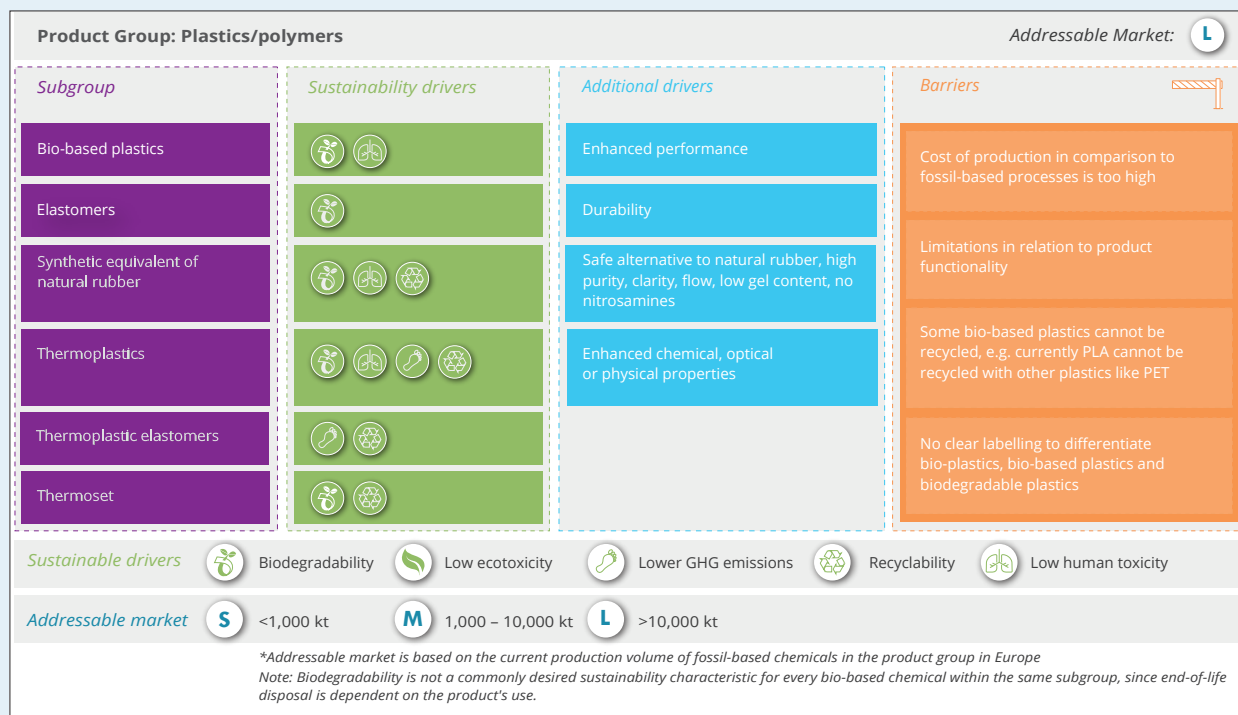 Product Group: Plastics/polymers
Addressable Market:
L
Subgroup
Sustainability drivers
Additional drivers
Barriers
Bio-based plastics
Enhanced performance
Elastomers
Durability
Synthetic equivalent of
natural rubber
Safe alternative to natural rubber, high
purity, clarity, flow, low gel content, no
nitrosamines
Thermoplastics
Enhanced chemical, optical
or physical properties
Thermoplastic elastomers
Thermoset
Cost of production in comparison to
fossil-based processes is too high
Limitations in relation to product
functionality
Some bio-based plastics cannot be
recycled, e.g. currently PLA cannot be
recycled with other plastics like PET
No clear labelling to differentiate
bio-plastics, bio-based plastics and
biodegradable plastics
Sustainable drivers
Biodegradability
Low ecotoxicity
Lower GHG emissions
Recyclability
Low human toxicity
Addressable market
S
<1,000 kt
M
1,000 – 10,000 kt
L
>10,000 kt
*Addressable market is based on the current production volume of fossil-based chemicals in the product group in Europe
Note: Biodegradability is not a commonly desired sustainability characteristic for every bio-based chemical within the same subgroup, since end-of-life
disposal is dependent on the product's use.